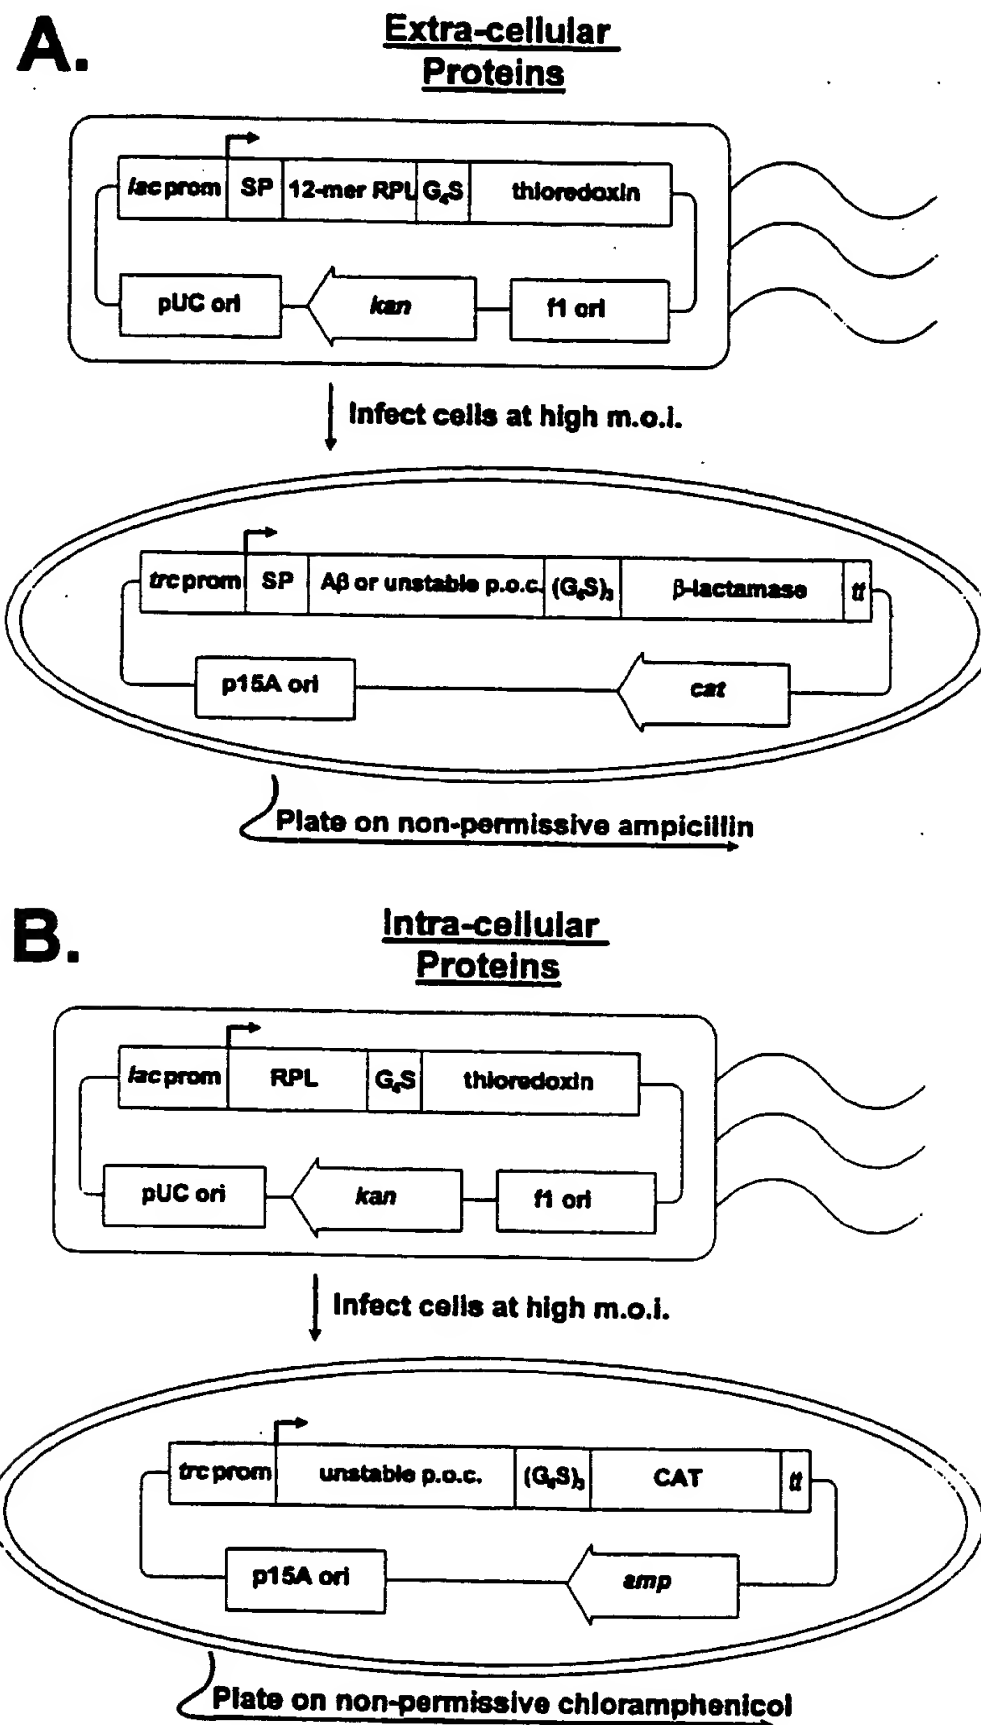 A.
Extra-cellular
Proteins
lac prom SP 12-mer RPL G₄S thioredoxin
pUC ori kan f1 ori
Infect cells at high m.o.i.
trc prom SP Aβ or unstable p.o.c. (G₄S)₃ β-lactamase tt
p15A ori cat
Plate on non-permissive ampicillin
B.
Intra-cellular
Proteins
lac prom RPL G₄S thioredoxin
pUC ori kan f1 ori
Infect cells at high m.o.i.
trc prom unstable p.o.c. (G₄S)₃ CAT tt
p15A ori amp
Plate on non-permissive chloramphenicol